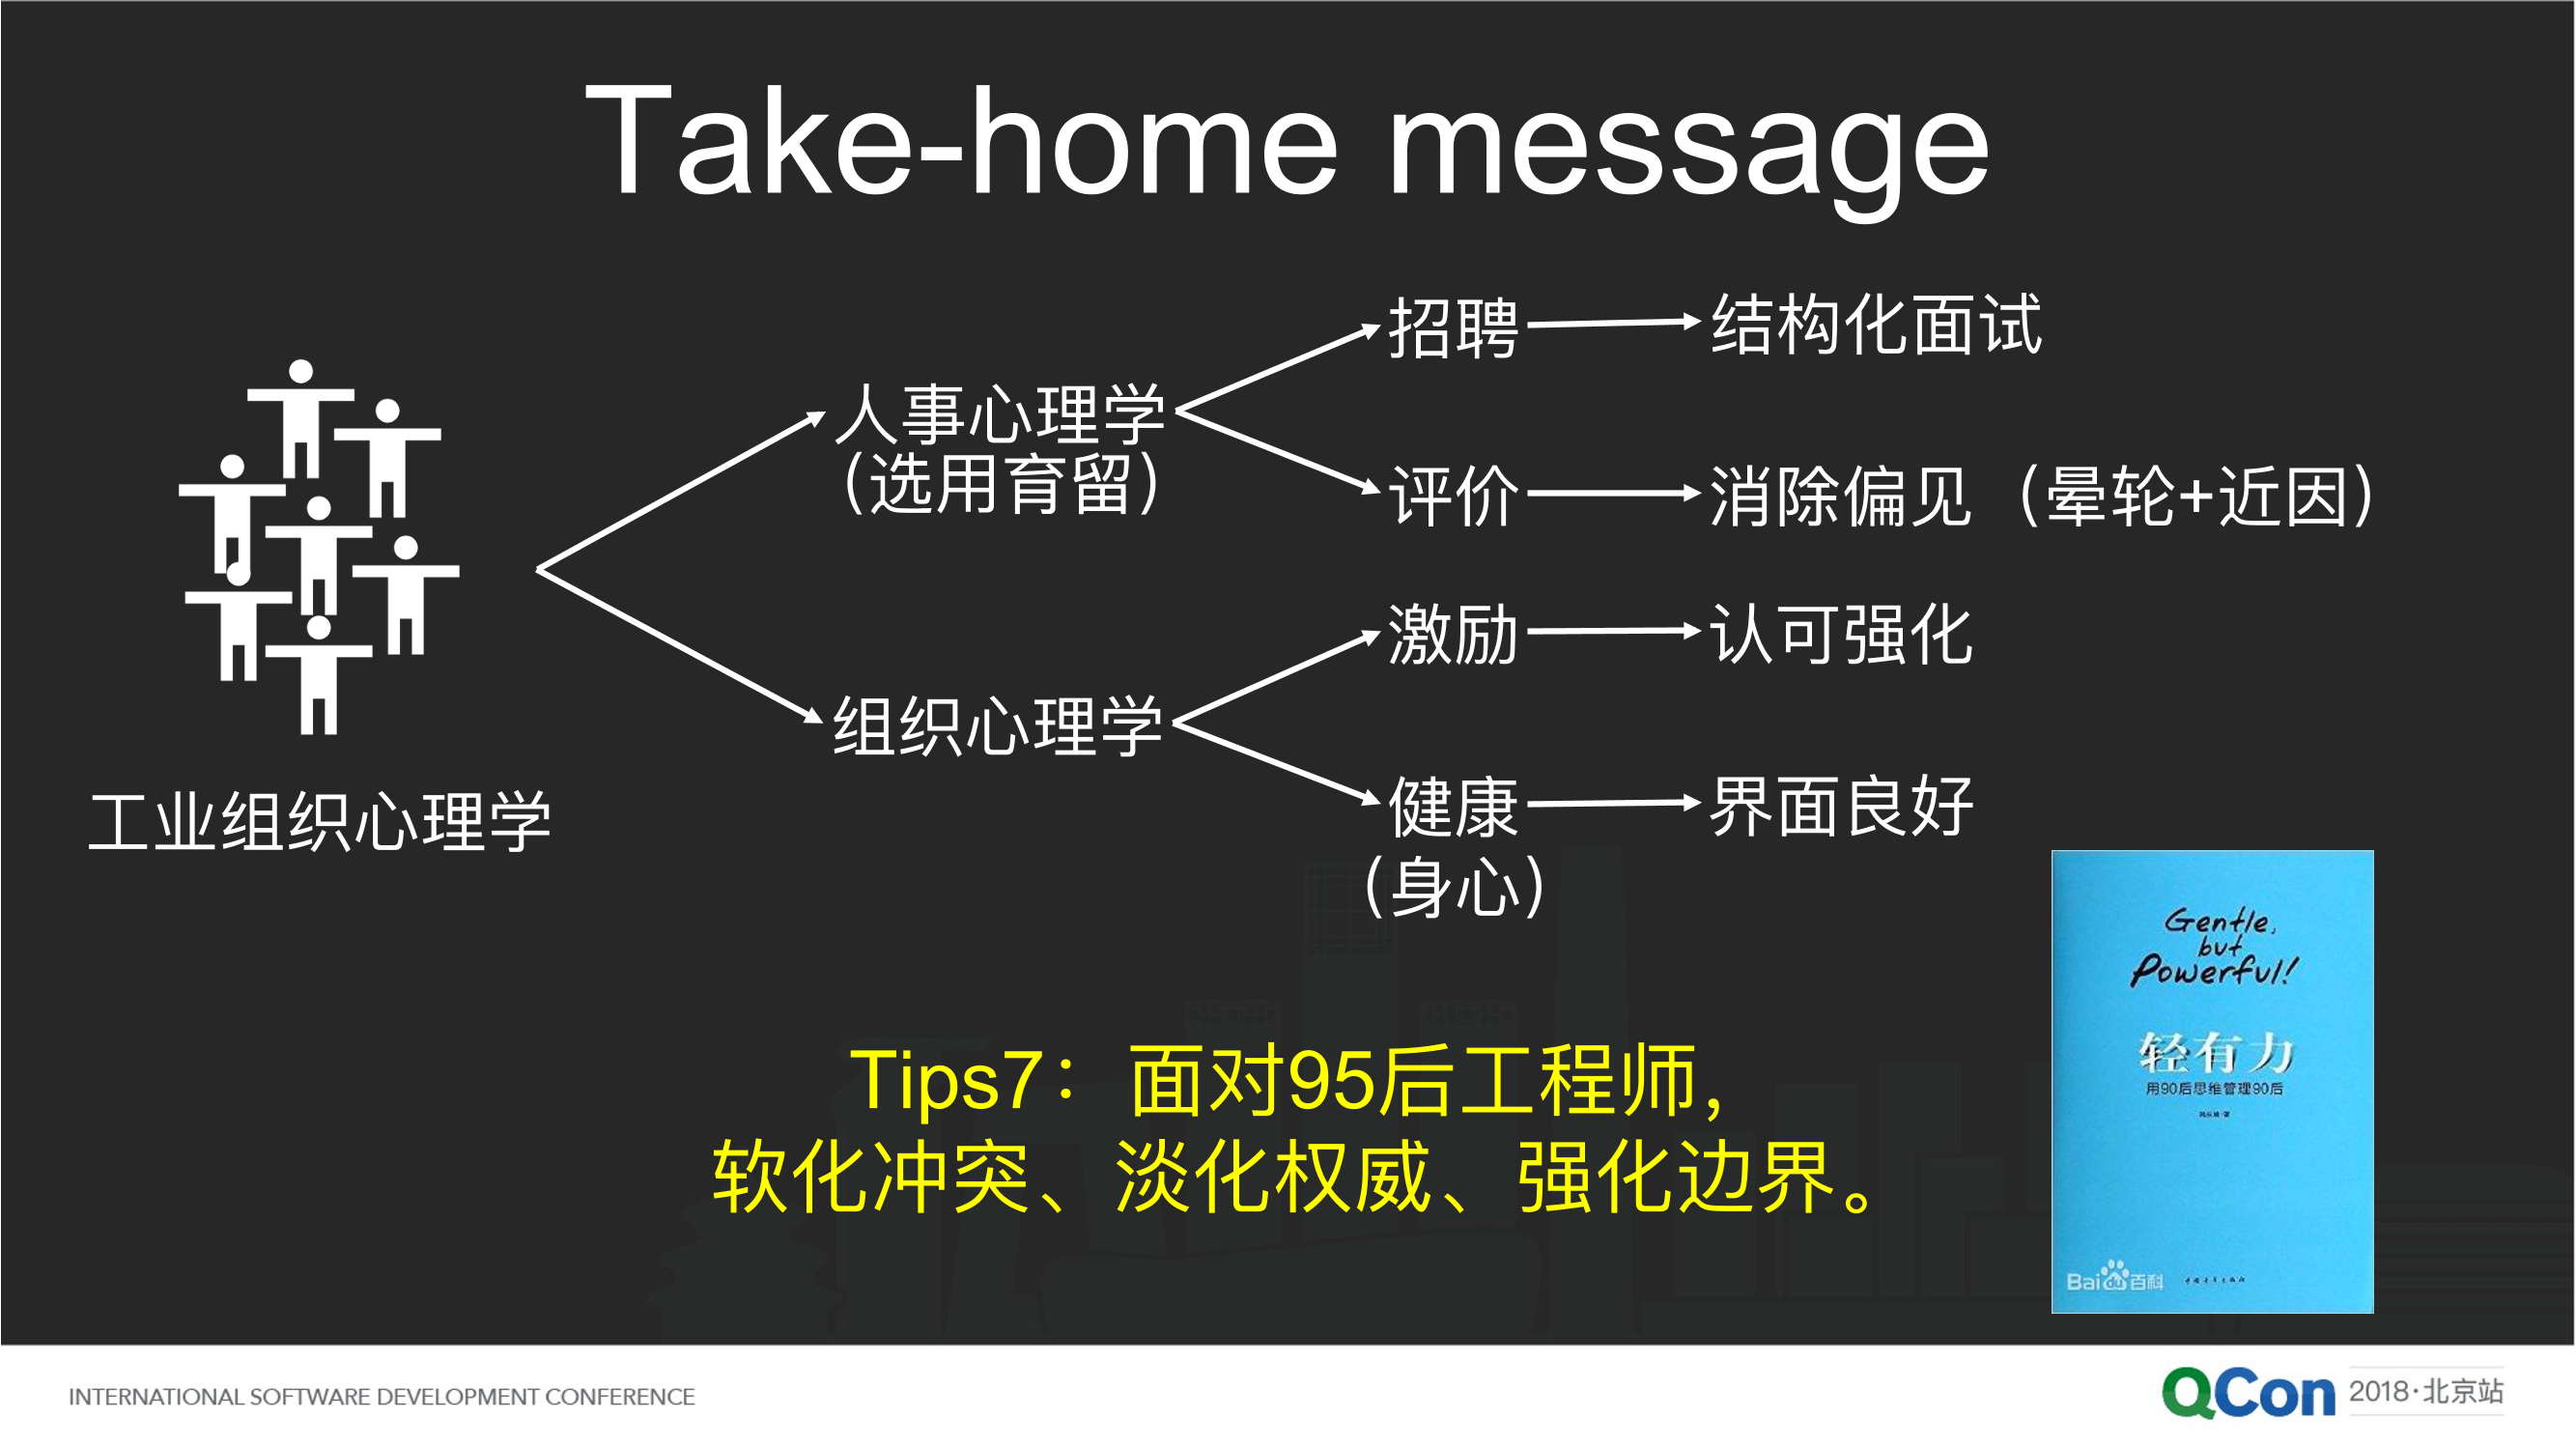 Take-home message
招聘
结构化面试
人事心理学
(选用育留)
评价
消除偏见（晕轮+近因）
激励
认可强化
组织心理学
健康
(身心)
界面良好
工业组织心理学
Gentle,
but
Powerful!
轻有力
用90后思维管理90后
Baidu百科
Tips7：面对95后工程师，
软化冲突、淡化权威、强化边界。
INTERNATIONAL SOFTWARE DEVELOPMENT CONFERENCE
QCon 2018·北京站